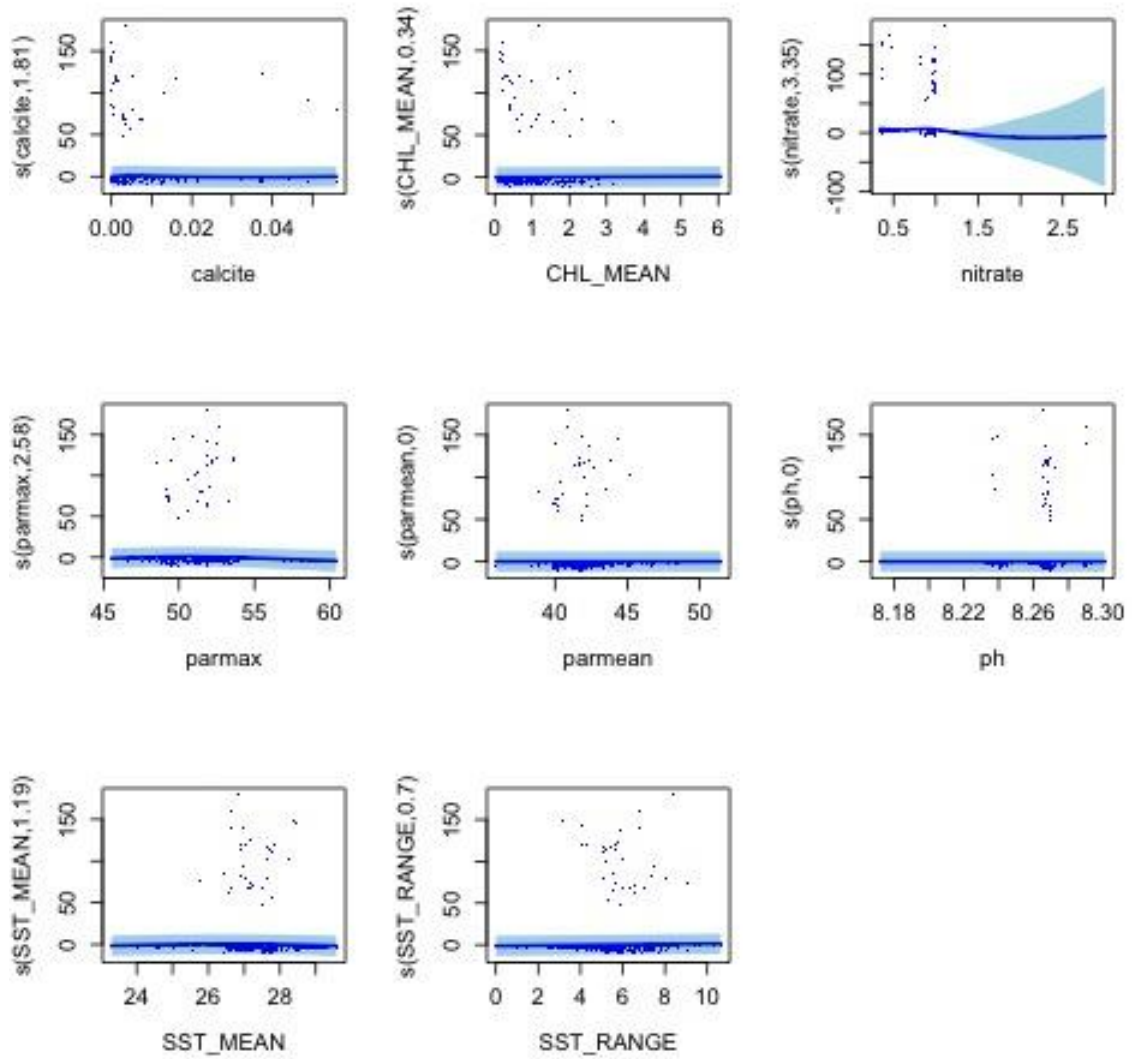 s(calcite,1.81)
0 50 150
0.00 0.02 0.04
calcite
s(CHL_MEAN,0.34)
0 50 150
0 1 2 3 4 5 6
CHL_MEAN
s(nitrate,3.35)
-100 0 100
0.5 1.5 2.5
nitrate
s(parmax,2.58)
0 50 150
45 50 55 60
parmax
s(parmean,0)
0 50 150
40 45 50
parmean
s(ph,0)
0 50 150
8.18 8.22 8.26 8.30
ph
s(SST_MEAN,1.19)
0 50 150
24 26 28
SST_MEAN
s(SST_RANGE,0.7)
0 50 150
0 2 4 6 8 10
SST_RANGE